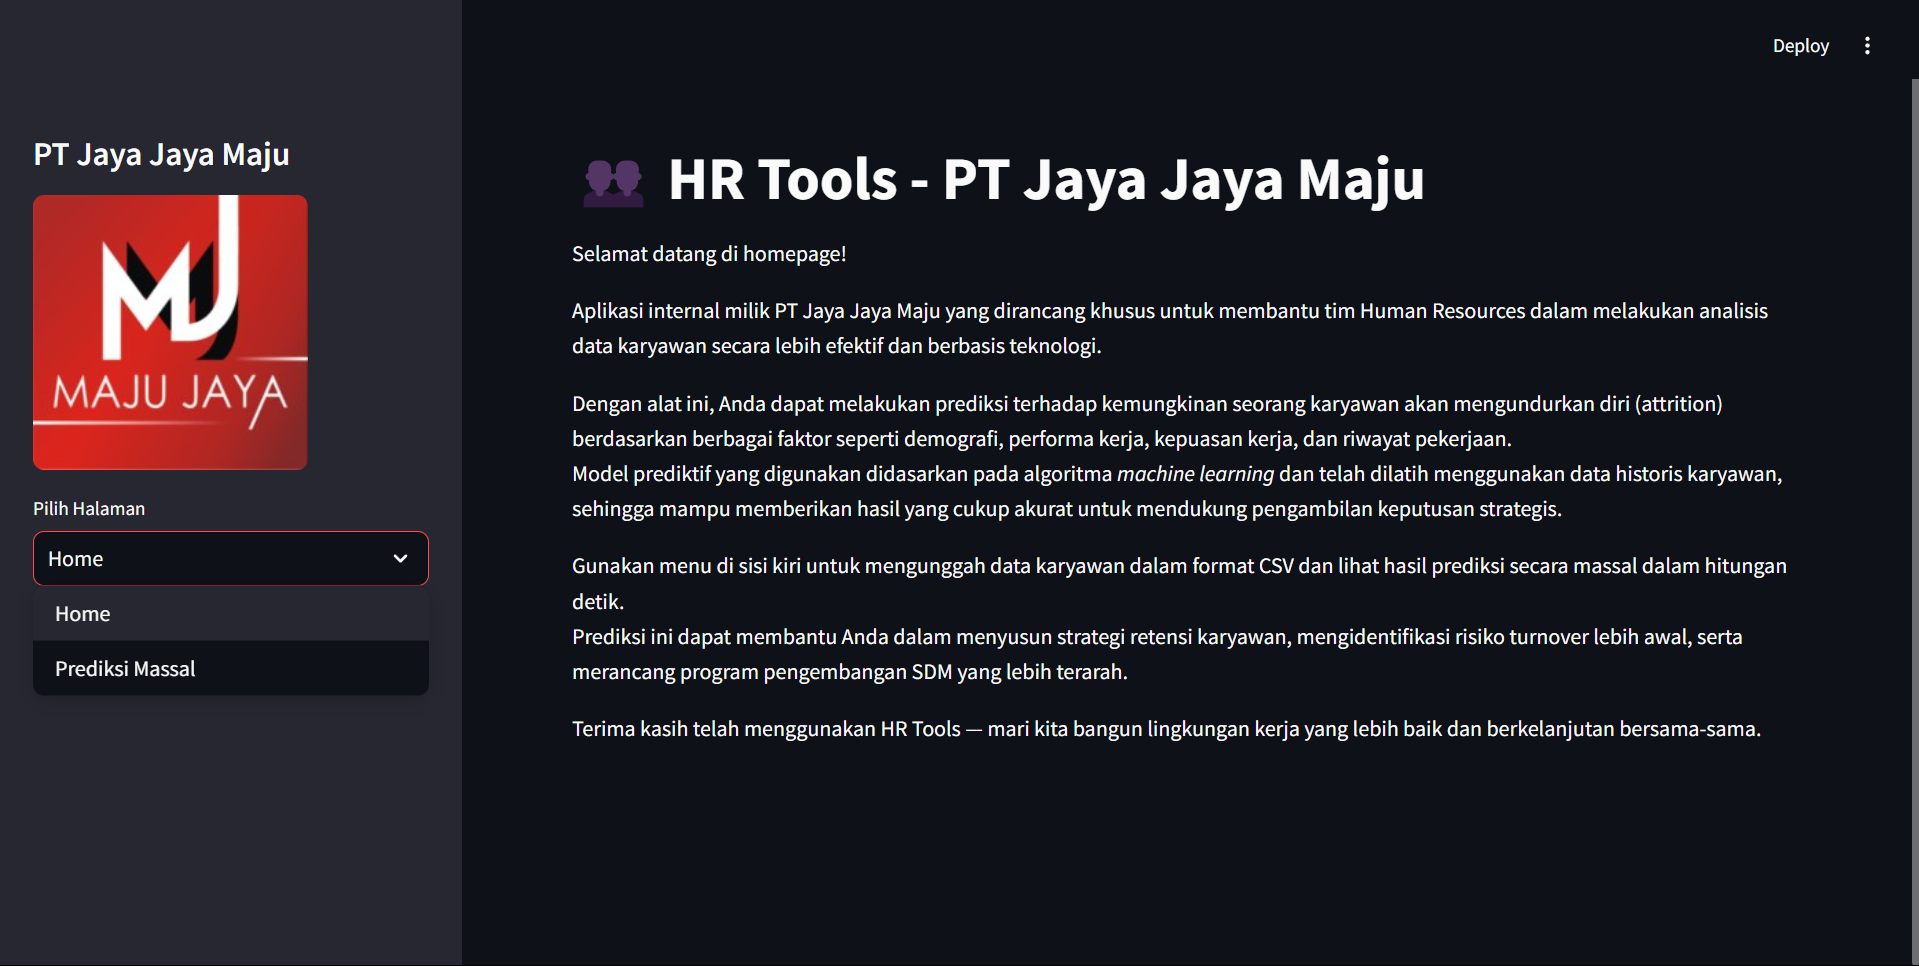 Deploy
PT Jaya Jaya Maju
MJ
MAJU JAYA
Pilih Halaman
Home
Home
Prediksi Massal
HR Tools - PT Jaya Jaya Maju
Selamat datang di homepage!
Aplikasi internal milik PT Jaya Jaya Maju yang dirancang khusus untuk membantu tim Human Resources dalam melakukan analisis
data karyawan secara lebih efektif dan berbasis teknologi.
Dengan alat ini, Anda dapat melakukan prediksi terhadap kemungkinan seorang karyawan akan mengundurkan diri (attrition)
berdasarkan berbagai faktor seperti demografi, performa kerja, kepuasan kerja, dan riwayat pekerjaan.
Model prediktif yang digunakan didasarkan pada algoritma machine learning dan telah dilatih menggunakan data historis karyawan,
sehingga mampu memberikan hasil yang cukup akurat untuk mendukung pengambilan keputusan strategis.
Gunakan menu di sisi kiri untuk mengunggah data karyawan dalam format CSV dan lihat hasil prediksi secara massal dalam hitungan
detik.
Prediksi ini dapat membantu Anda dalam menyusun strategi retensi karyawan, mengidentifikasi risiko turnover lebih awal, serta
merancang program pengembangan SDM yang lebih terarah.
Terima kasih telah menggunakan HR Tools — mari kita bangun lingkungan kerja yang lebih baik dan berkelanjutan bersama-sama.